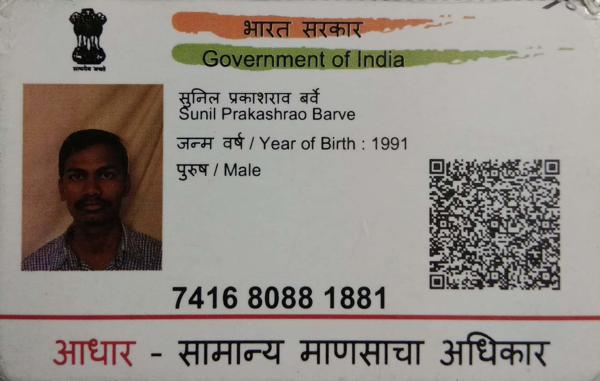 भारत सरकार
Government of India
सत्यमेव जयते
सुनिल प्रकाशराव बर्वे
Sunil Prakashrao Barve
जन्म वर्ष / Year of Birth : 1991
पुरुष / Male
7416 8088 1881
आधार - सामान्य माणसाचा अधिकार